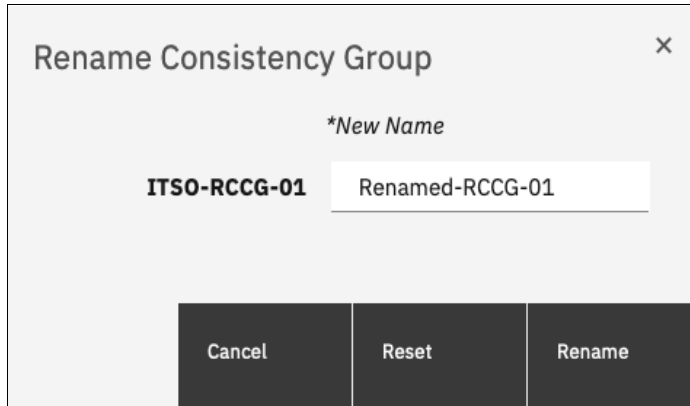 Rename Consistency Group
*New Name
ITSO-RCCG-01 Renamed-RCCG-01
Cancel Reset Rename